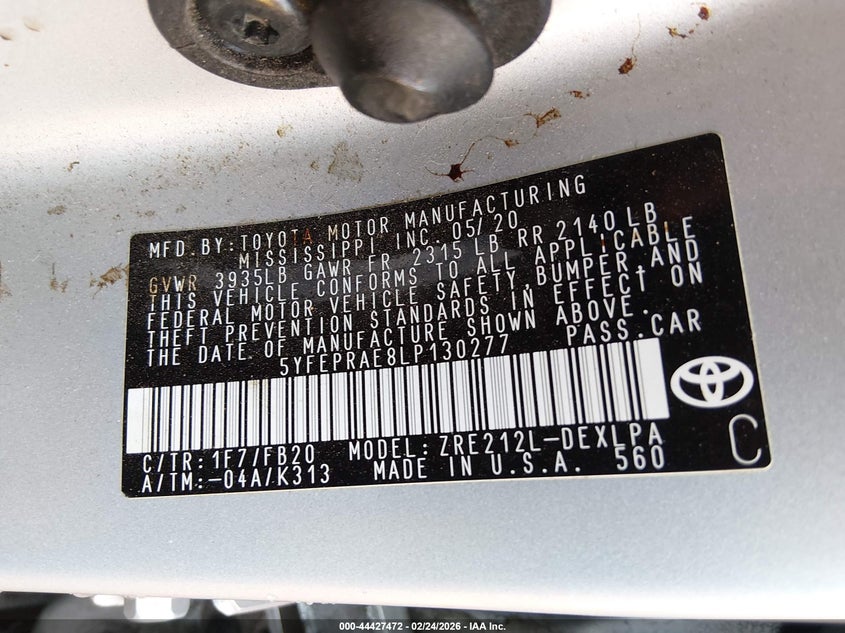 MFD. BY: TOYOTA MOTOR MANUFACTURING
MISSISSIPPI INC. 05/20
GVWR 3935LB GAWR FR 2315 LB RR 2140 LB
THIS VEHICLE CONFORMS TO ALL APPLICABLE
FEDERAL MOTOR VEHICLE SAFETY, BUMPER, AND
THEFT PREVENTION STANDARDS IN EFFECT ON
THE DATE OF MANUFACTURE SHOWN ABOVE.
5YFEPRAE8LP130277 PASS. CAR
C/TR: 1F7/FB20 MODEL: ZRE212L-DEXLPA
A/TM: -04A/K313 MADE IN U.S.A. 560
C
000-44427472 - 02/24/2026 - IAA Inc.